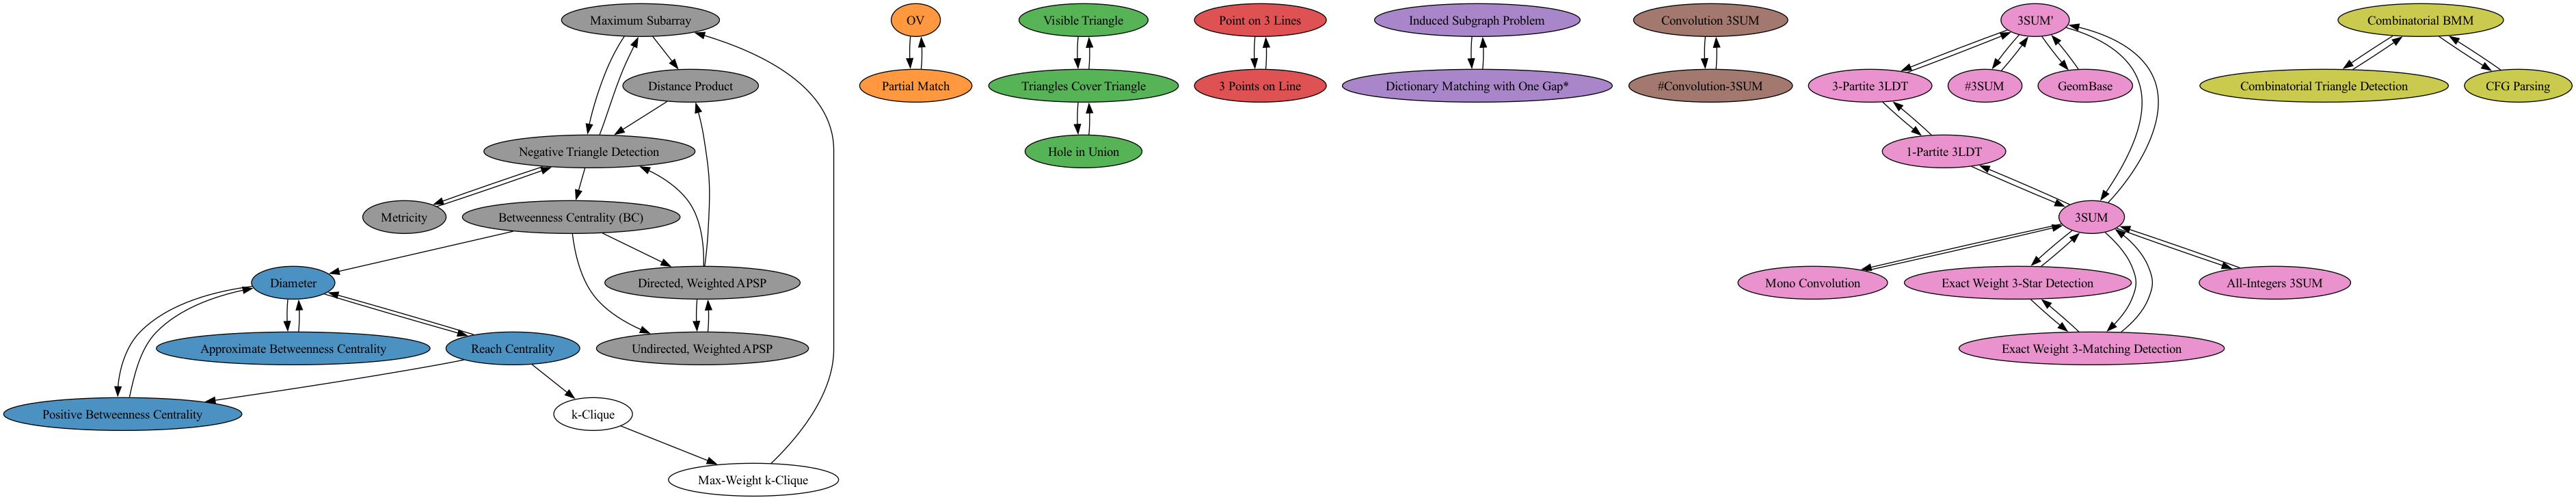 Maximum Subarray
OV
Visible Triangle
Point on 3 Lines
Induced Subgraph Problem
Convolution 3SUM
3SUM'
Combinatorial BMM
Distance Product
Partial Match
Triangles Cover Triangle
3 Points on Line
Dictionary Matching with One Gap*
#Convolution-3SUM
3-Partite 3LDT
#3SUM
GeomBase
Combinatorial Triangle Detection
CFG Parsing
Negative Triangle Detection
Hole in Union
1-Partite 3LDT
Metricity
Betweenness Centrality (BC)
3SUM
Diameter
Directed, Weighted APSP
Mono Convolution
Exact Weight 3-Star Detection
All-Integers 3SUM
Approximate Betweenness Centrality
Reach Centrality
Undirected, Weighted APSP
Exact Weight 3-Matching Detection
Positive Betweenness Centrality
k-Clique
Max-Weight k-Clique